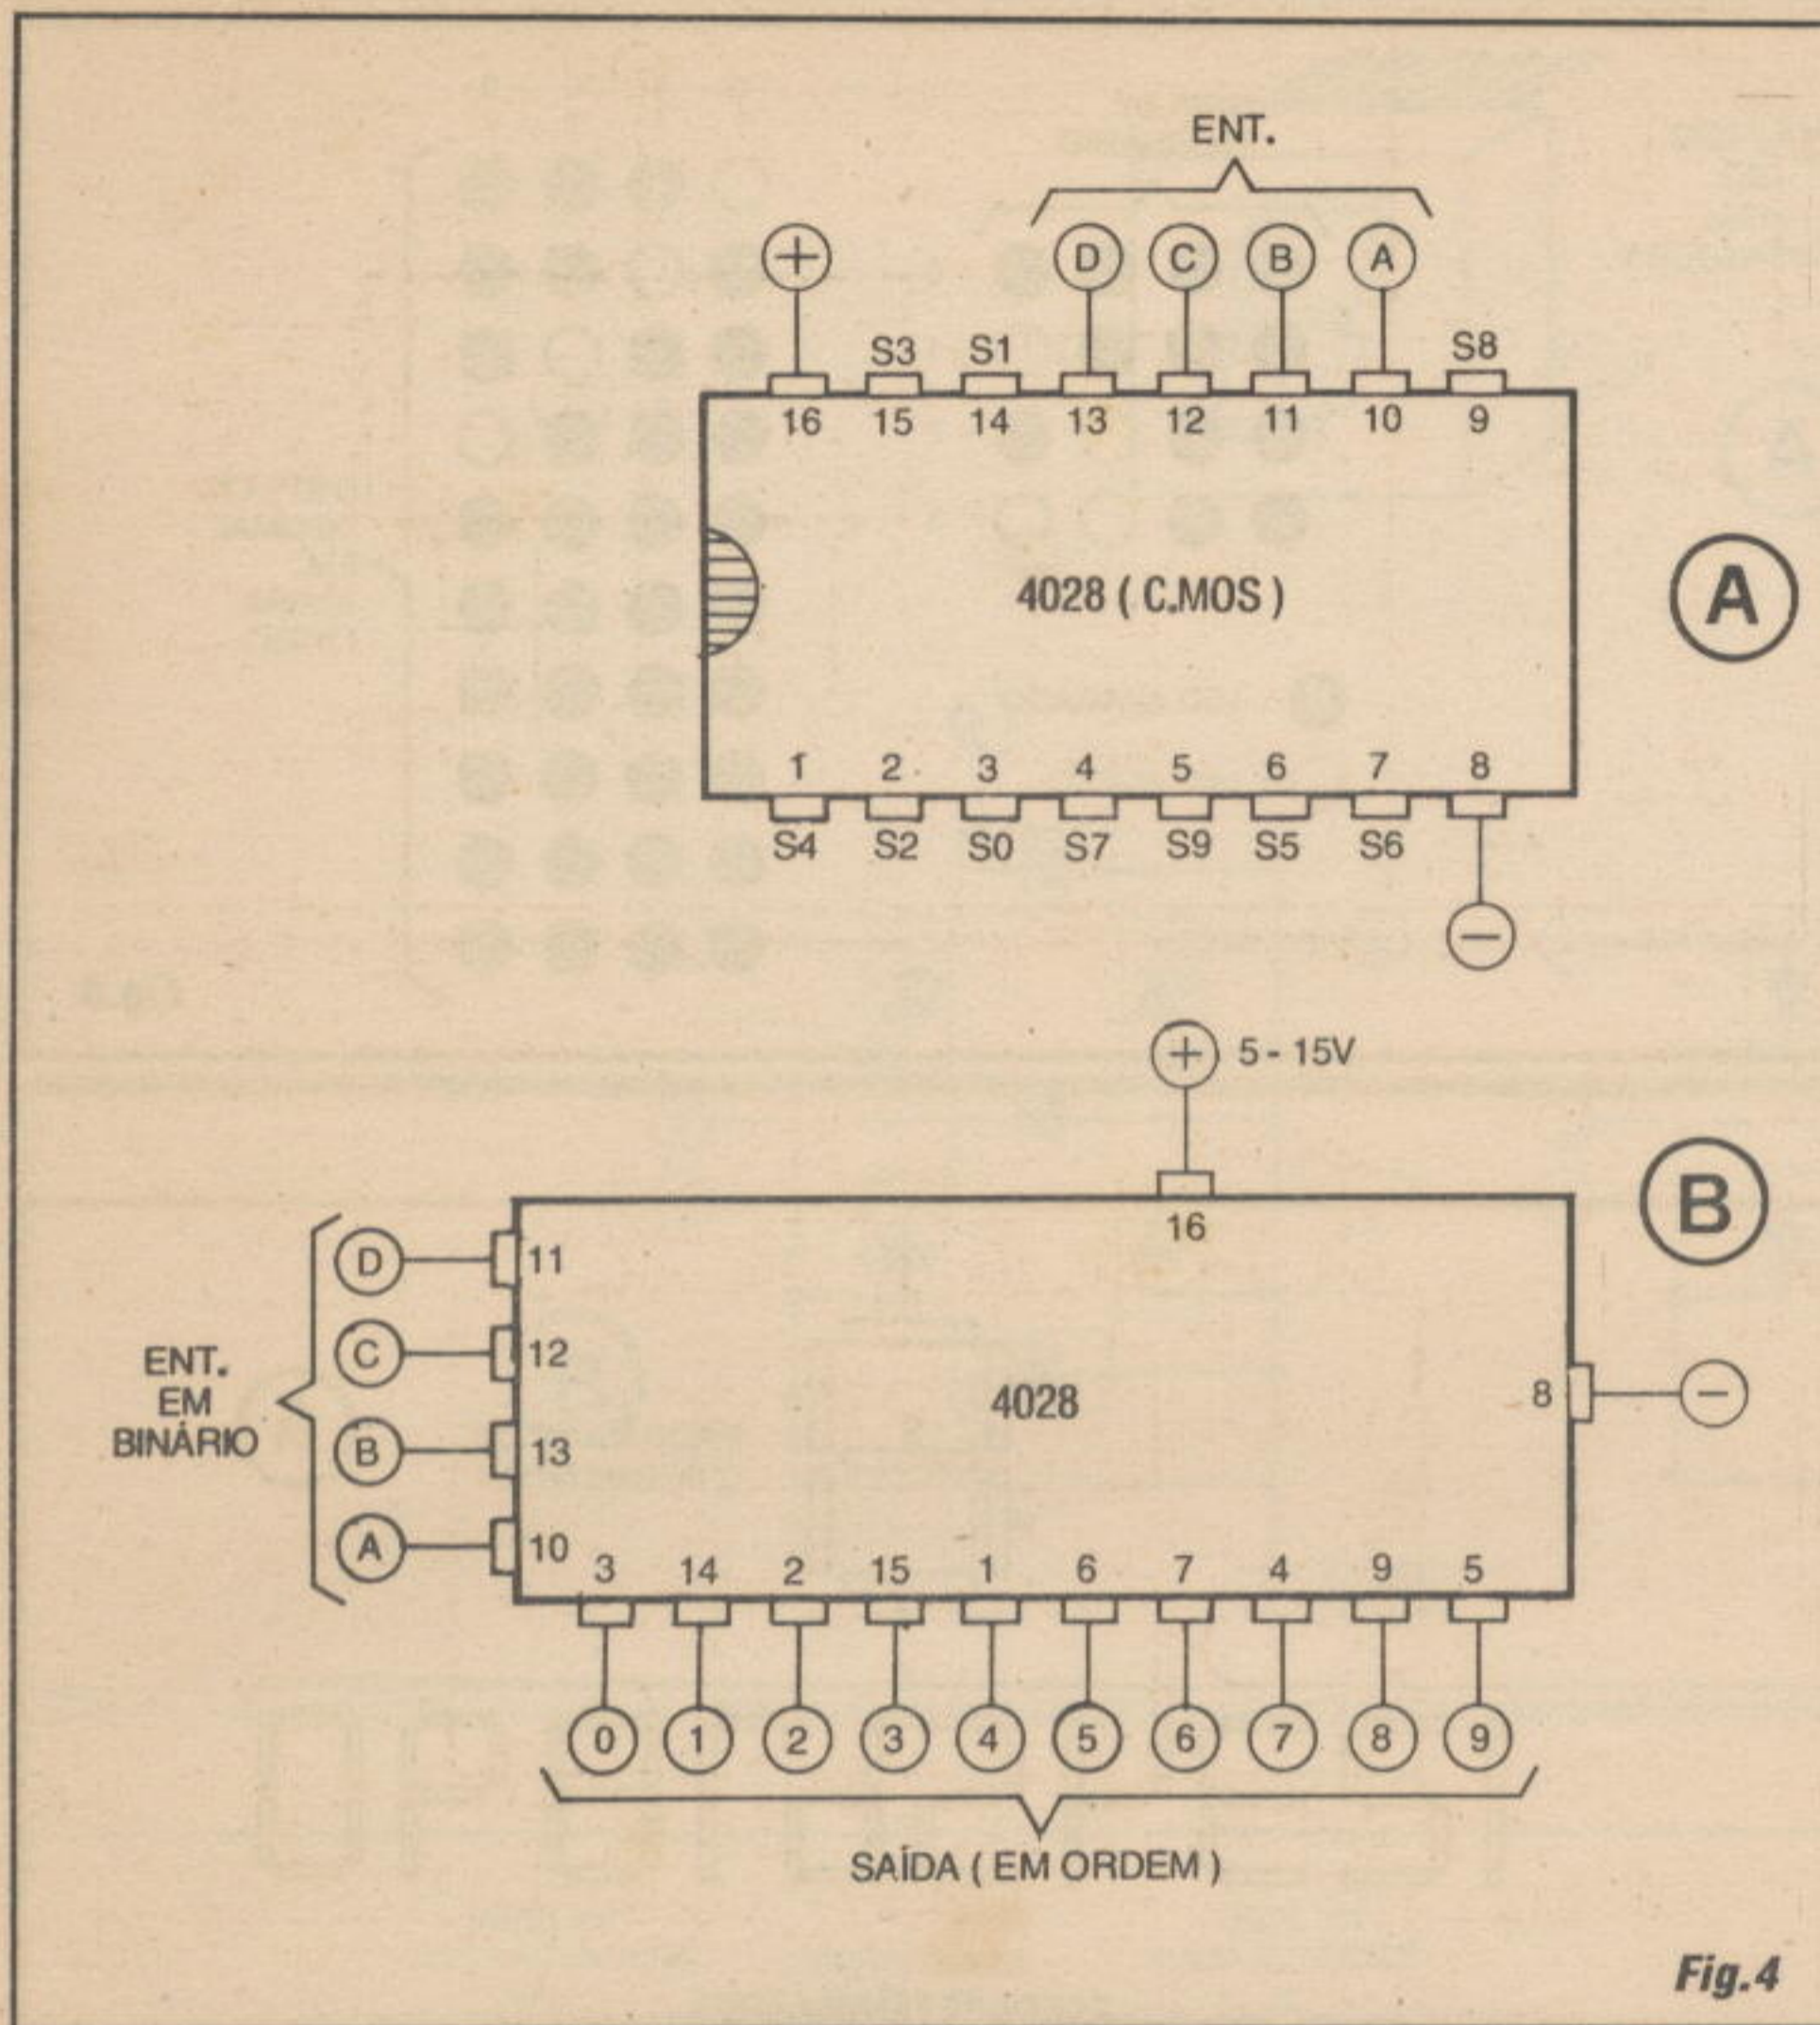 ENT.
+ D C B A
S3 S1 S8
16 15 14 13 12 11 10 9
4028 ( C.MOS )
A
1 2 3 4 5 6 7 8
S4 S2 S0 S7 S9 S5 S6
−
+ 5 - 15V
B
16
D 11
C 12
ENT.
EM
BINÁRIO
4028
8 −
B 13
A 10
3 14 2 15 1 6 7 4 9 5
0 1 2 3 4 5 6 7 8 9
SAÍDA ( EM ORDEM )
Fig.4